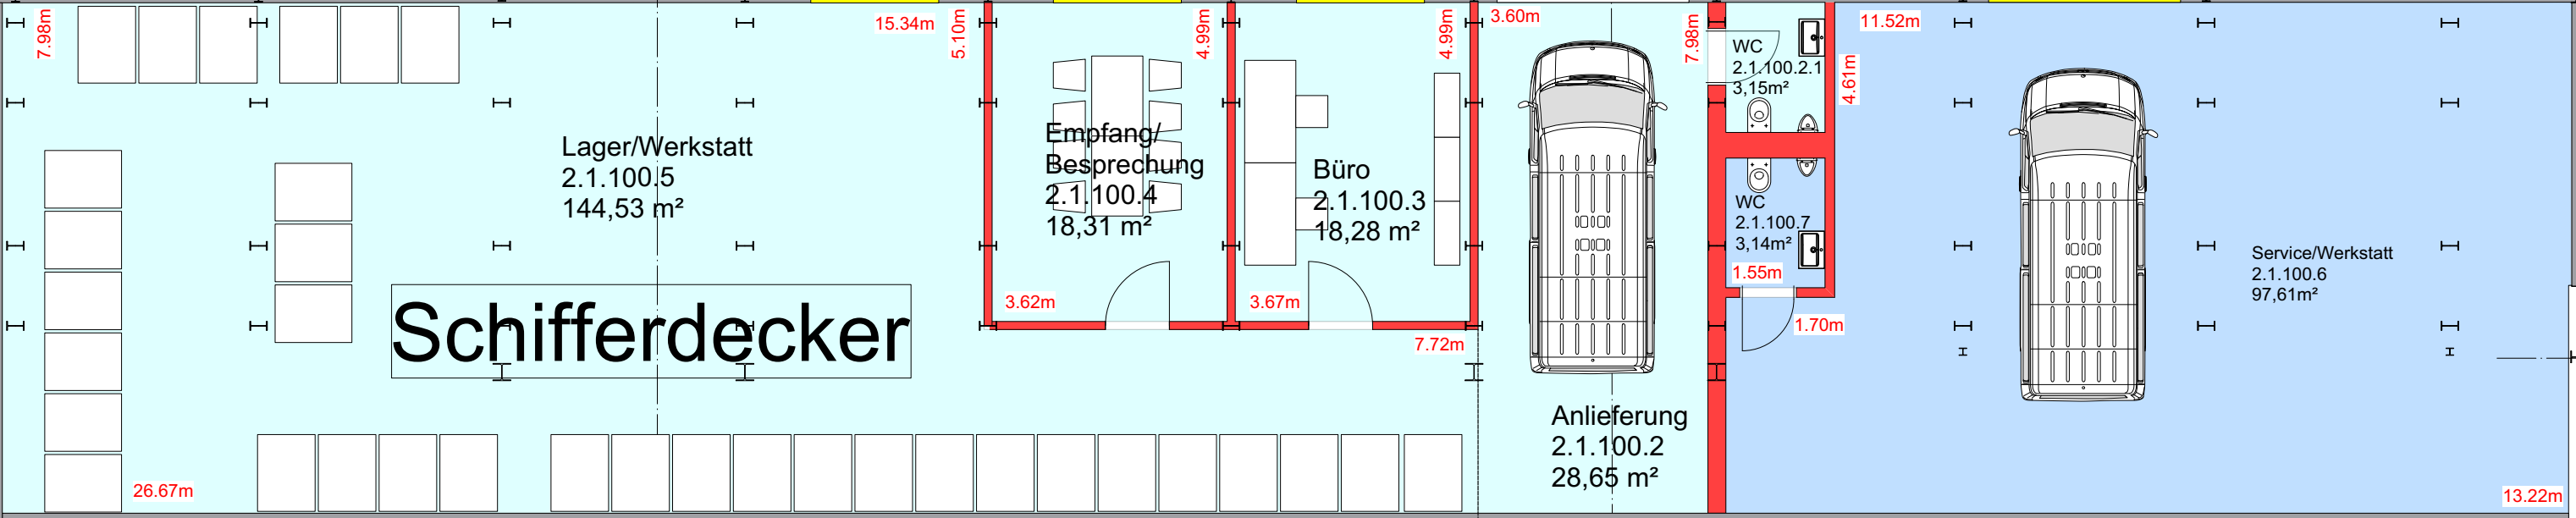 7.98m
15.34m
5.10m
4.99m
4.99m
3.60m
7.98m
11.52m
4.61m
WC
2.1.100.2.1
3,15m²
Lager/Werkstatt
2.1.100.5
144,53 m²
Empfang/
Besprechung
2.1.100.4
18,31 m²
Büro
2.1.100.3
18,28 m²
WC
2.1.100.7
3,14m²
1.55m
Service/Werkstatt
2.1.100.6
97,61m²
3.62m
3.67m
1.70m
7.72m
Schifferdecker
Anlieferung
2.1.100.2
28,65 m²
26.67m
13.22m